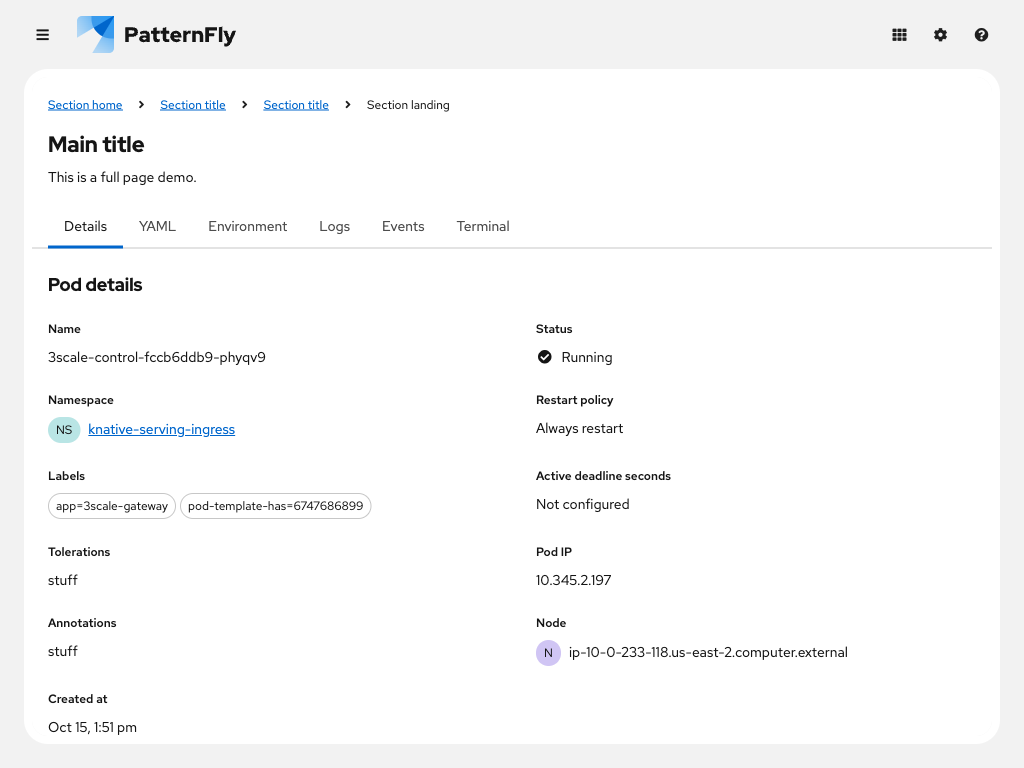 PatternFly
Section home Section title Section title Section landing
Main title
This is a full page demo.
Details YAML Environment Logs Events Terminal
Pod details
Name
3scale-control-fccb6ddb9-phyqv9
Status
Running
Namespace
NS knative-serving-ingress
Restart policy
Always restart
Labels
app=3scale-gateway pod-template-has=6747686899
Active deadline seconds
Not configured
Tolerations
stuff
Pod IP
10.345.2.197
Annotations
stuff
Node
N ip-10-0-233-118.us-east-2.computer.external
Created at
Oct 15, 1:51 pm